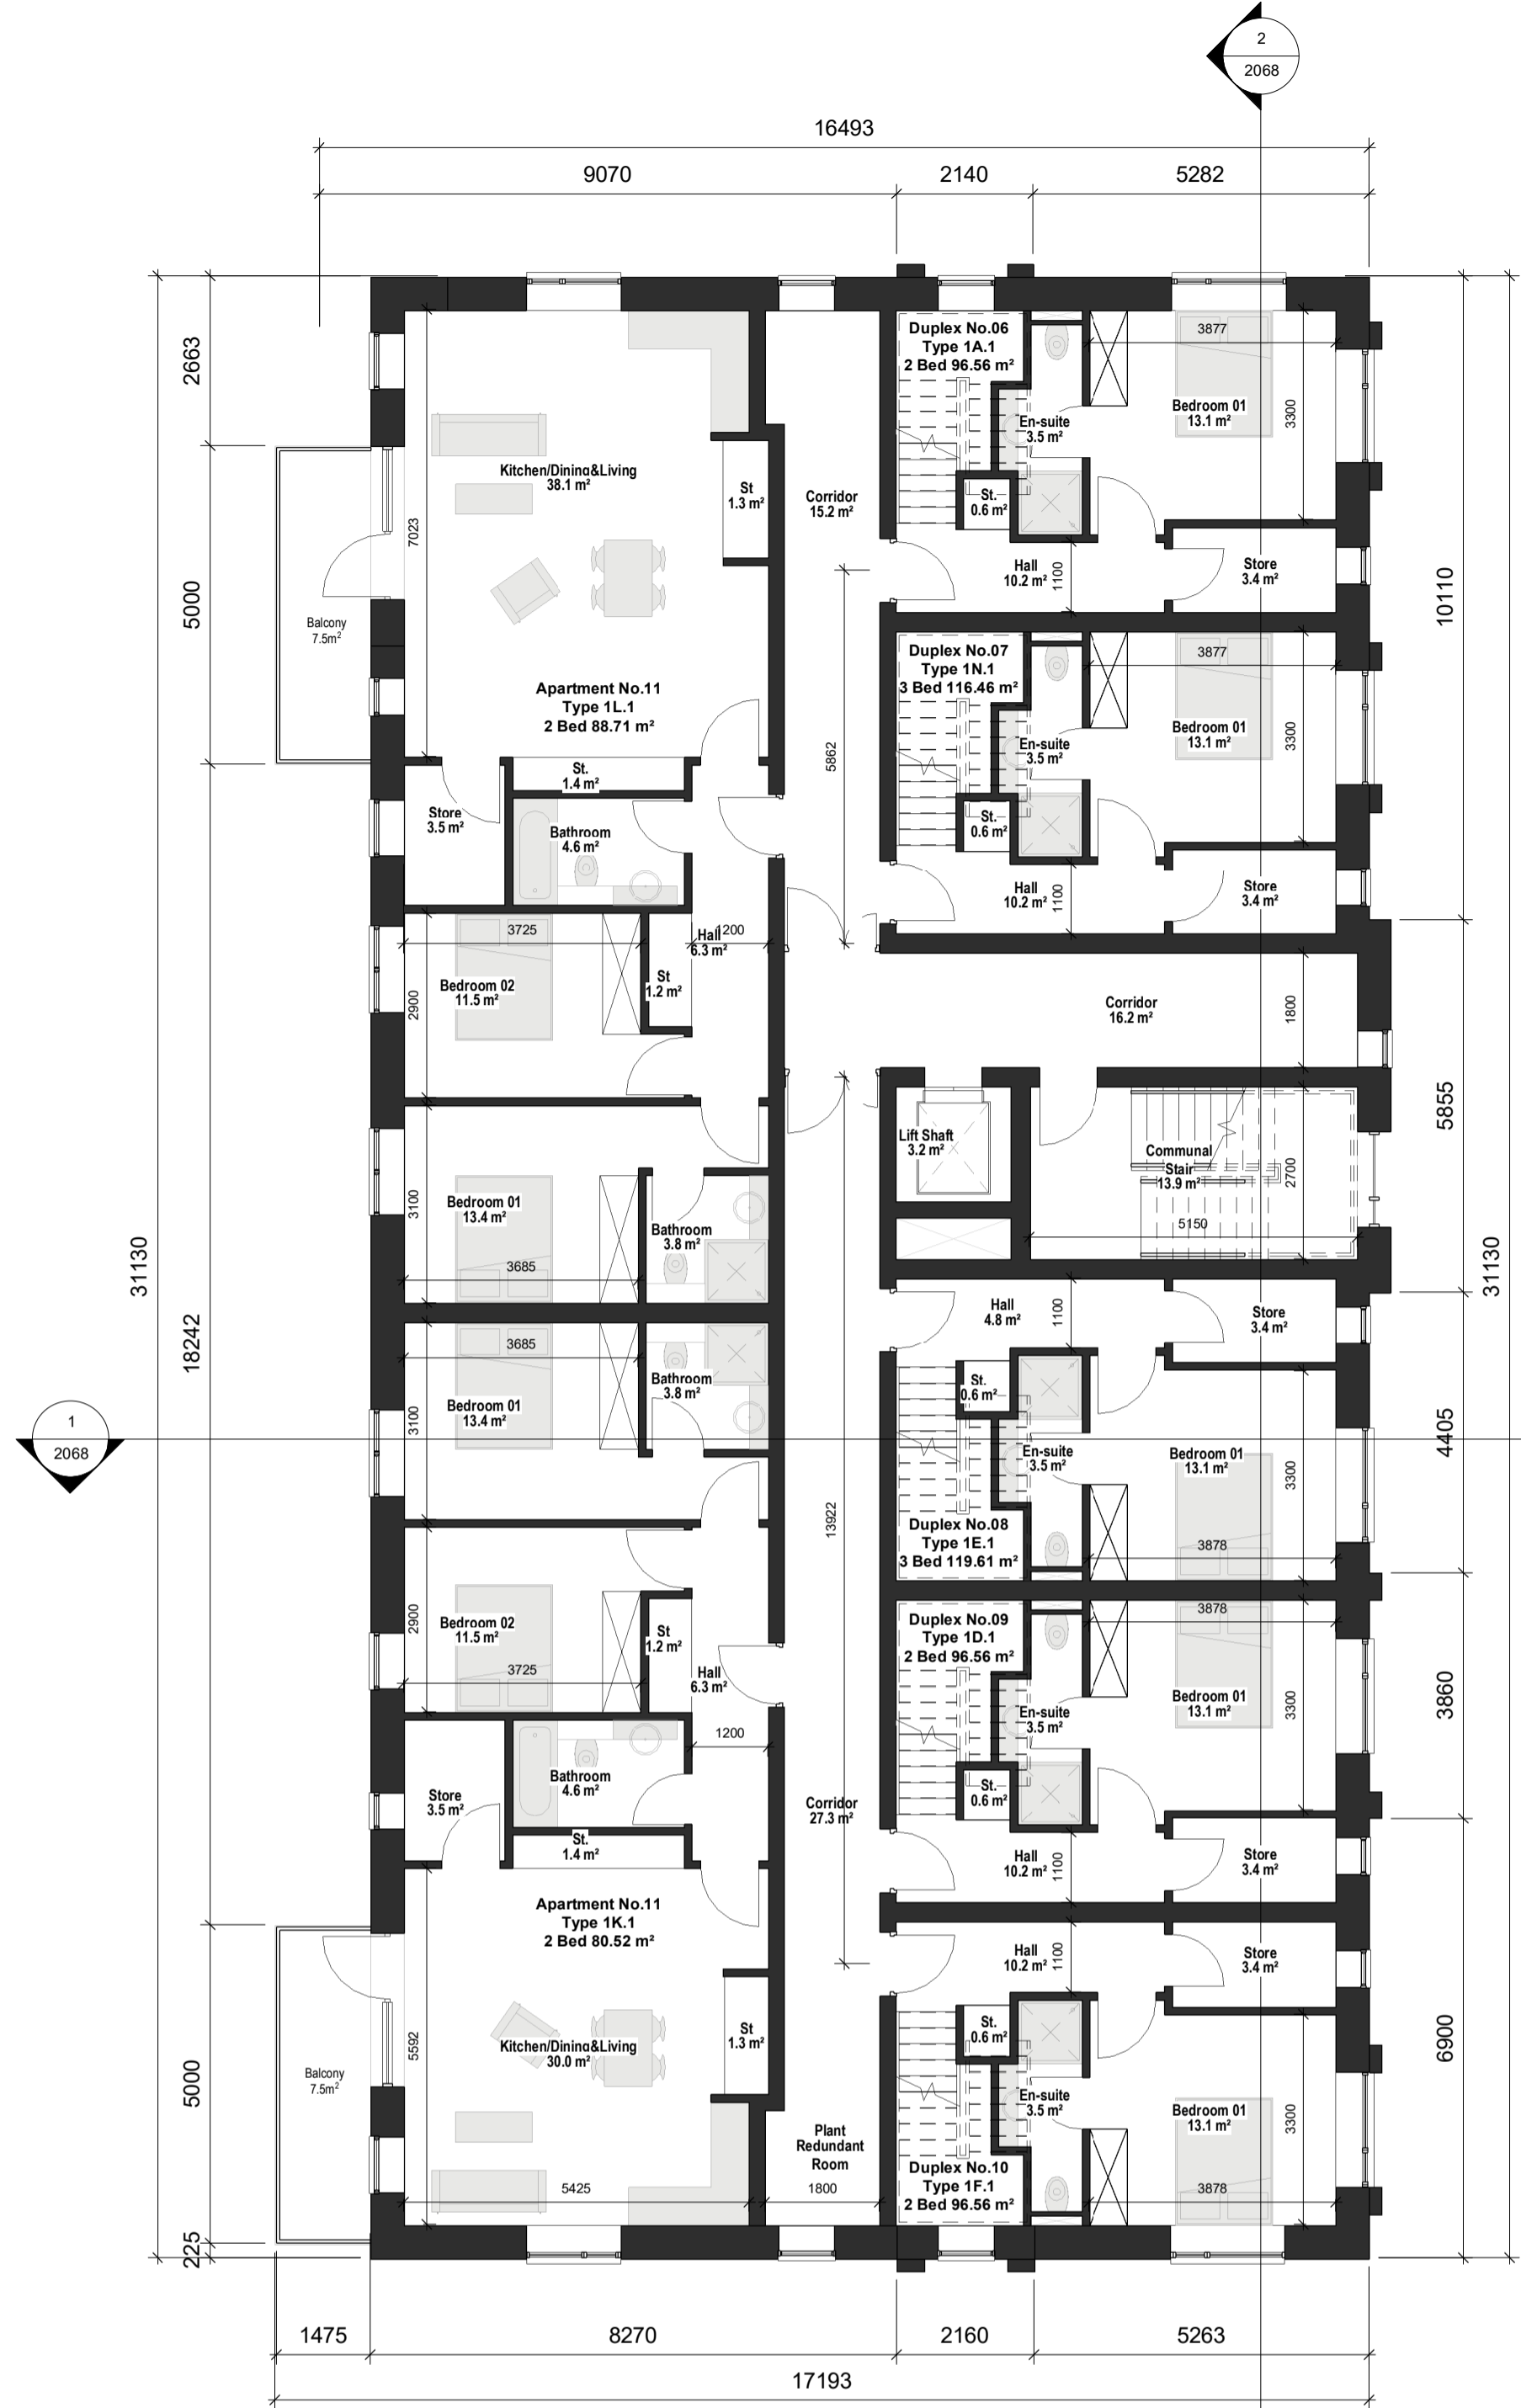 2
2068
16493
9070
2140
5282
2663
5000
18242
5000
225
31130
10110
5855
4405
3860
6900
31130
Duplex No.06
Type 1A.1
2 Bed 96.56 m²
3877
Bedroom 01
13.1 m²
3300
En-suite
3.5 m²
Kitchen/Dining&Living
38.1 m²
7023
St
1.3 m²
Corridor
15.2 m²
St.
0.6 m²
Hall
10.2 m²
1100
Store
3.4 m²
Balcony
7.5m²
Apartment No.11
Type 1L.1
2 Bed 88.71 m²
Duplex No.07
Type 1N.1
3 Bed 116.46 m²
3877
Bedroom 01
13.1 m²
3300
En-suite
3.5 m²
5862
St.
1.4 m²
Store
3.5 m²
Bathroom
4.6 m²
St.
0.6 m²
Hall
10.2 m²
1100
Store
3.4 m²
3725
Hall
6.3 m²
1200
Bedroom 02
11.5 m²
2900
St
1.2 m²
Corridor
16.2 m²
1800
Lift Shaft
3.2 m²
Communal
Stair
13.9 m²
2700
5150
Bedroom 01
13.4 m²
3100
3685
Bathroom
3.8 m²
Hall
4.8 m²
1100
Store
3.4 m²
3685
Bedroom 01
13.4 m²
3100
Bathroom
3.8 m²
St.
0.6 m²
En-suite
3.5 m²
Bedroom 01
13.1 m²
3300
1
2068
13922
Duplex No.08
Type 1E.1
3 Bed 119.61 m²
3878
Bedroom 02
11.5 m²
2900
3725
St
1.2 m²
Hall
6.3 m²
1200
Duplex No.09
Type 1D.1
2 Bed 96.56 m²
3878
Bedroom 01
13.1 m²
3300
En-suite
3.5 m²
Store
3.5 m²
Bathroom
4.6 m²
St.
1.4 m²
Corridor
27.3 m²
St.
0.6 m²
Hall
10.2 m²
1100
Store
3.4 m²
Apartment No.11
Type 1K.1
2 Bed 80.52 m²
Hall
10.2 m²
1100
Store
3.4 m²
Balcony
7.5m²
5592
Kitchen/Dining&Living
30.0 m²
St
1.3 m²
St.
0.6 m²
En-suite
3.5 m²
Bedroom 01
13.1 m²
3300
Plant
Redundant
Room
Duplex No.10
Type 1F.1
2 Bed 96.56 m²
5425
1800
3878
1475
8270
2160
5263
17193